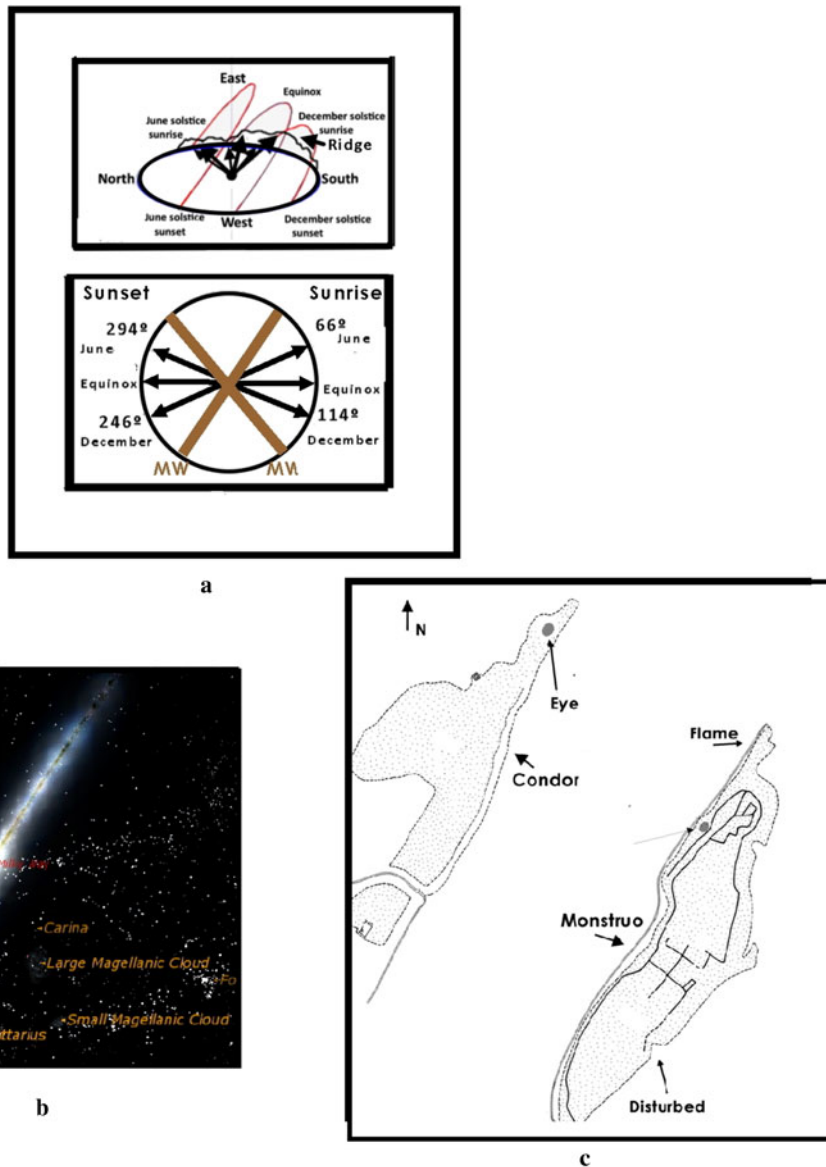 East
Equinox
June solstice
sunrise
December solstice
sunrise
Ridge
North
South
June solstice
sunset
West
December solstice
sunset
Sunset
Sunrise
294º
June
66º
June
Equinox
Equinox
246º
December
114º
December
MW
MW
a
Carina
Large Magellanic Cloud
Fo
Small Magellanic Cloud
ttarius
b
N
Eye
Condor
Flame
Monstruo
Disturbed
c